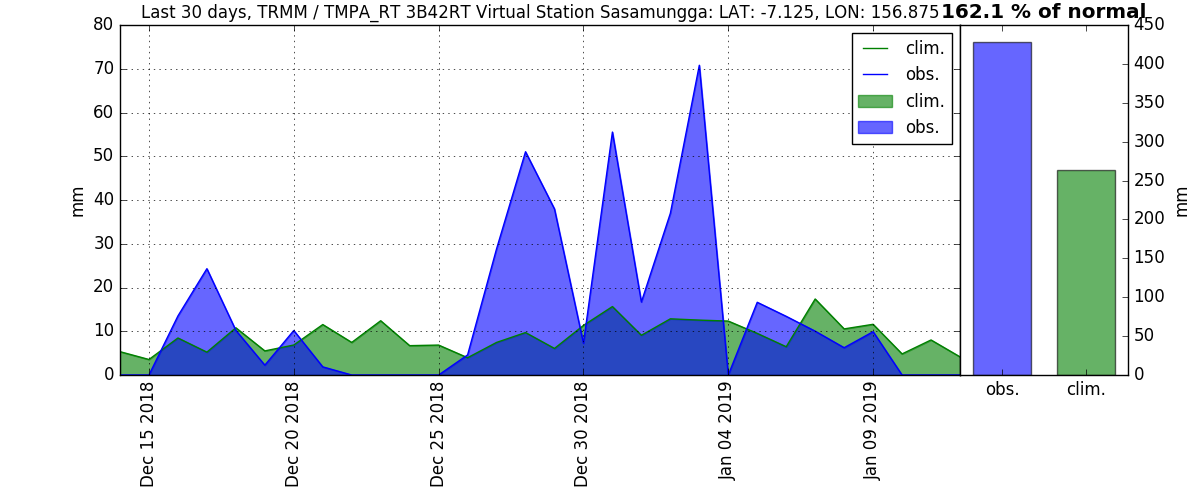 Last 30 days, TRMM / TMPA_RT 3B42RT Virtual Station Sasamungga: LAT: -7.125, LON: 156.875
162.1 % of normal
80
70
60
50
40
30
20
10
0
mm
clim.
obs.
clim.
obs.
Dec 15 2018
Dec 20 2018
Dec 25 2018
Dec 30 2018
Jan 04 2019
Jan 09 2019
450
400
350
300
250
200
150
100
50
0
mm
obs.
clim.